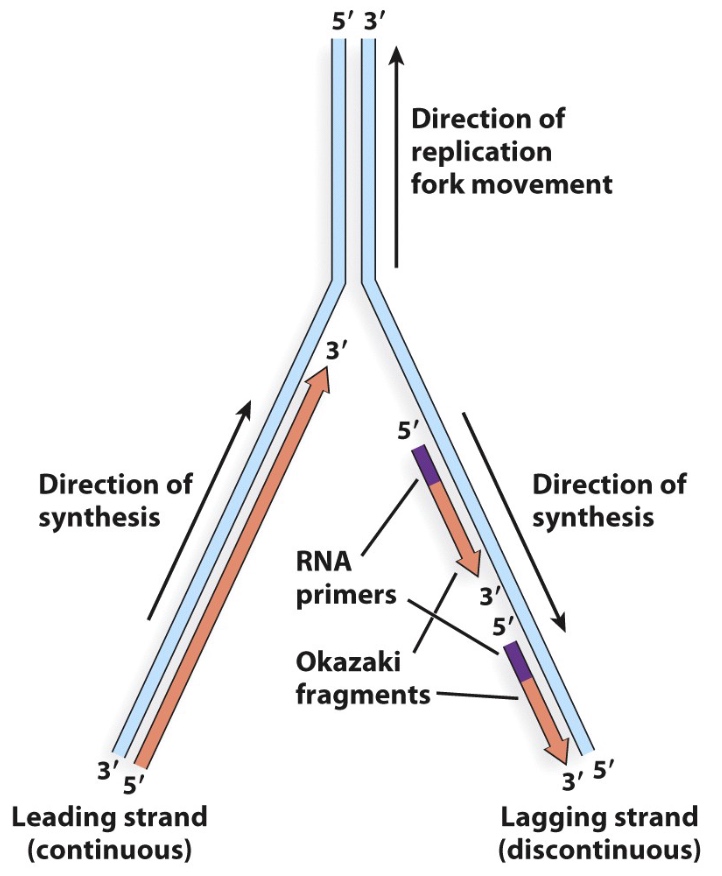 5′ 3′
Direction of
replication
fork movement
3′
5′
Direction of
synthesis
Direction of
synthesis
RNA
primers
3′
5′
Okazaki
fragments
3′ 5′
3′ 5′
Leading strand
(continuous)
Lagging strand
(discontinuous)